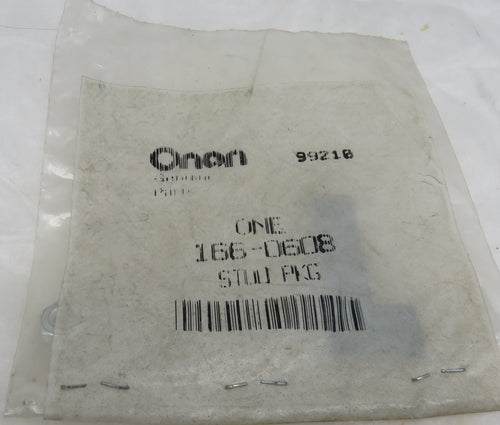 Onan 99210
Genuine
Parts
ONE
166-0608
STUD PKG